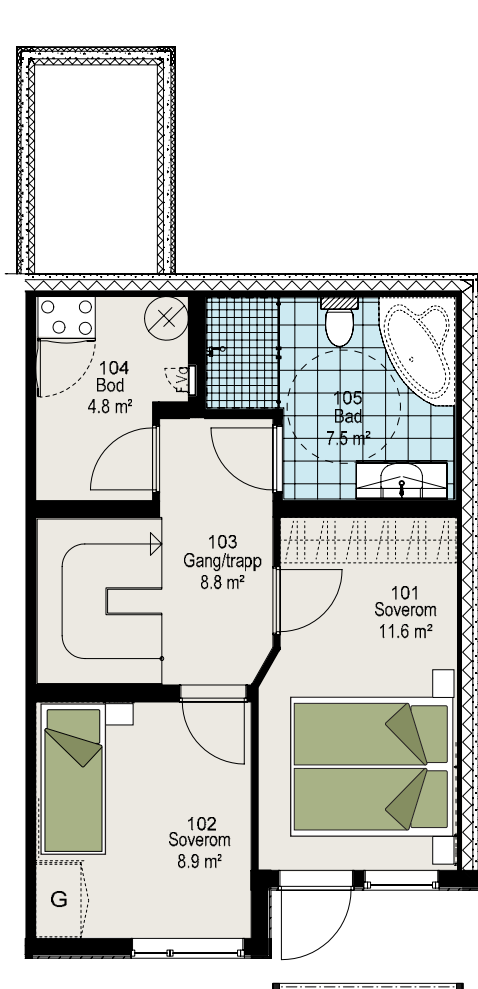 104
Bod
4.8 m²
F.Va
105
Bad
7.5 m²
103
Gang/trapp
8.8 m²
101
Soverom
11.6 m²
102
Soverom
8.9 m²
G